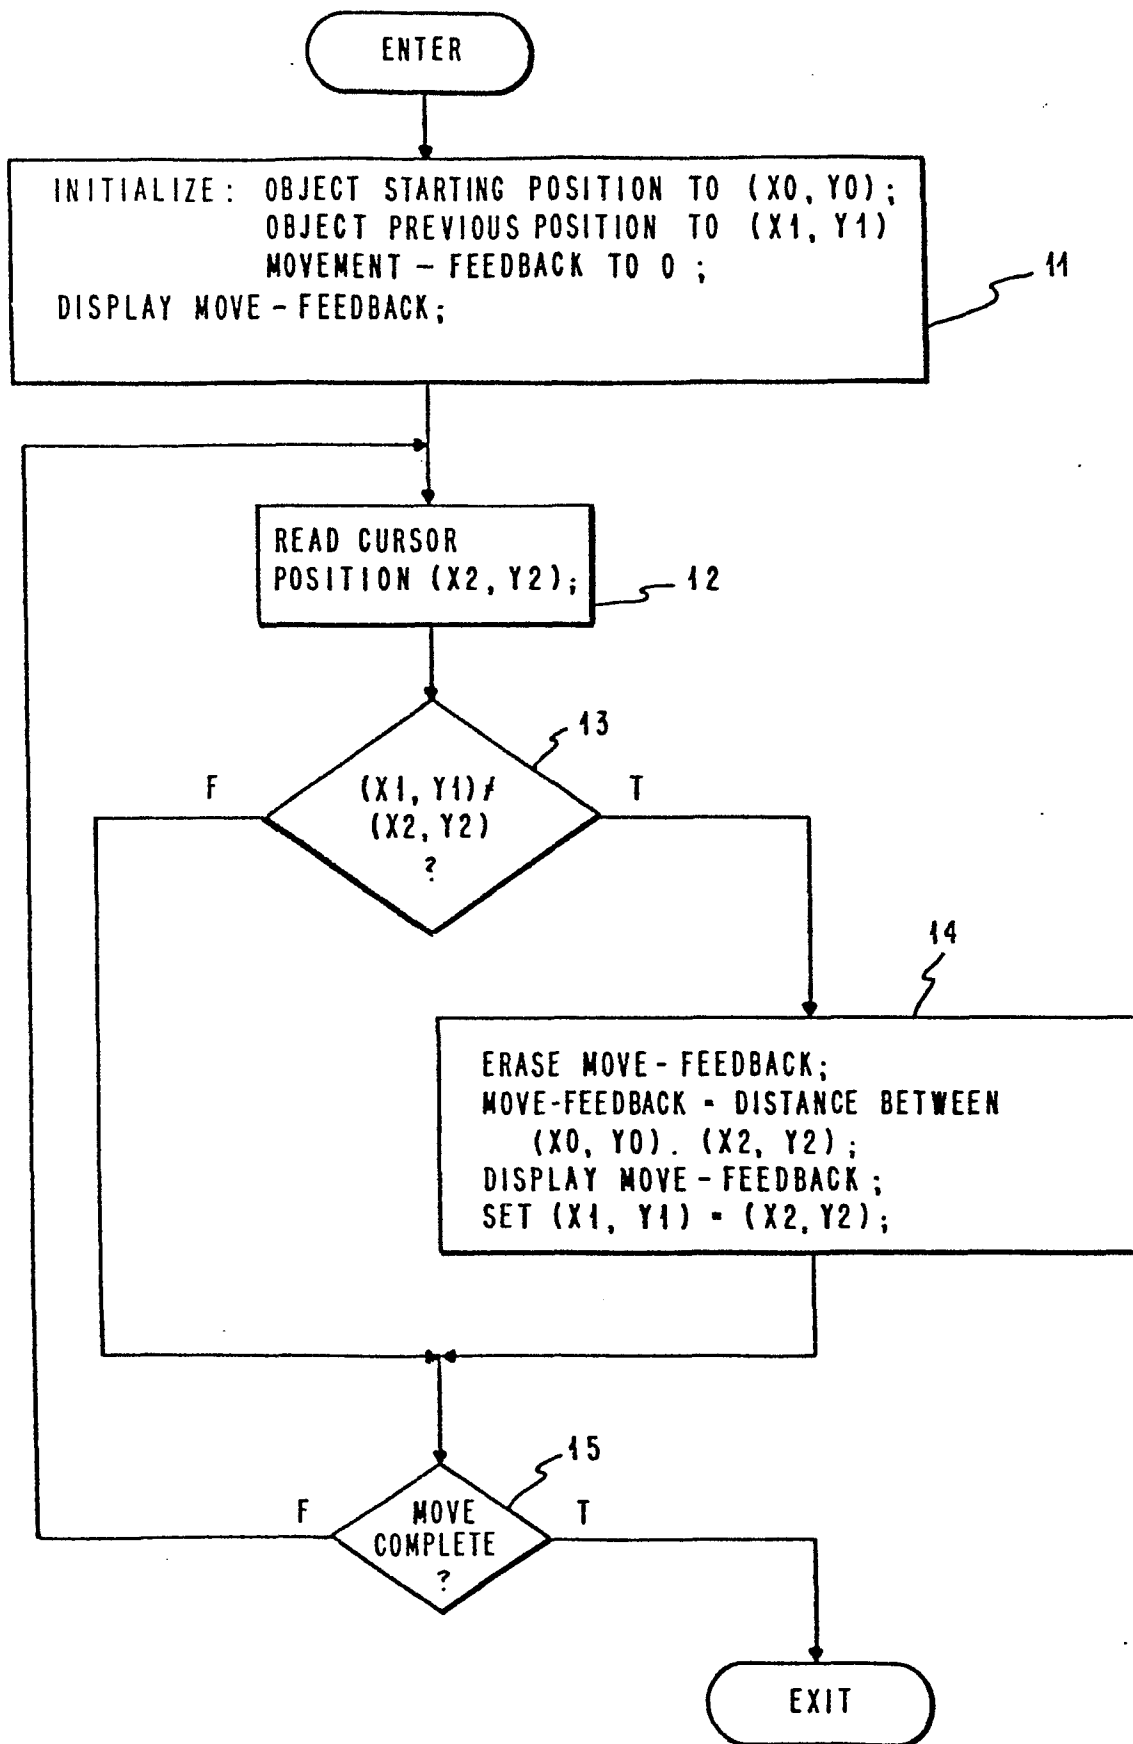 ENTER
INITIALIZE: OBJECT STARTING POSITION TO (X0, Y0);
OBJECT PREVIOUS POSITION TO (X1, Y1)
MOVEMENT - FEEDBACK TO 0 ;
DISPLAY MOVE - FEEDBACK;
11
READ CURSOR
POSITION (X2, Y2);
12
13
F
(X1, Y1) ≠
(X2, Y2)
?
T
14
ERASE MOVE - FEEDBACK;
MOVE-FEEDBACK = DISTANCE BETWEEN
(X0, Y0). (X2, Y2) ;
DISPLAY MOVE - FEEDBACK ;
SET (X1, Y1) = (X2, Y2);
15
F
MOVE
COMPLETE
?
T
EXIT